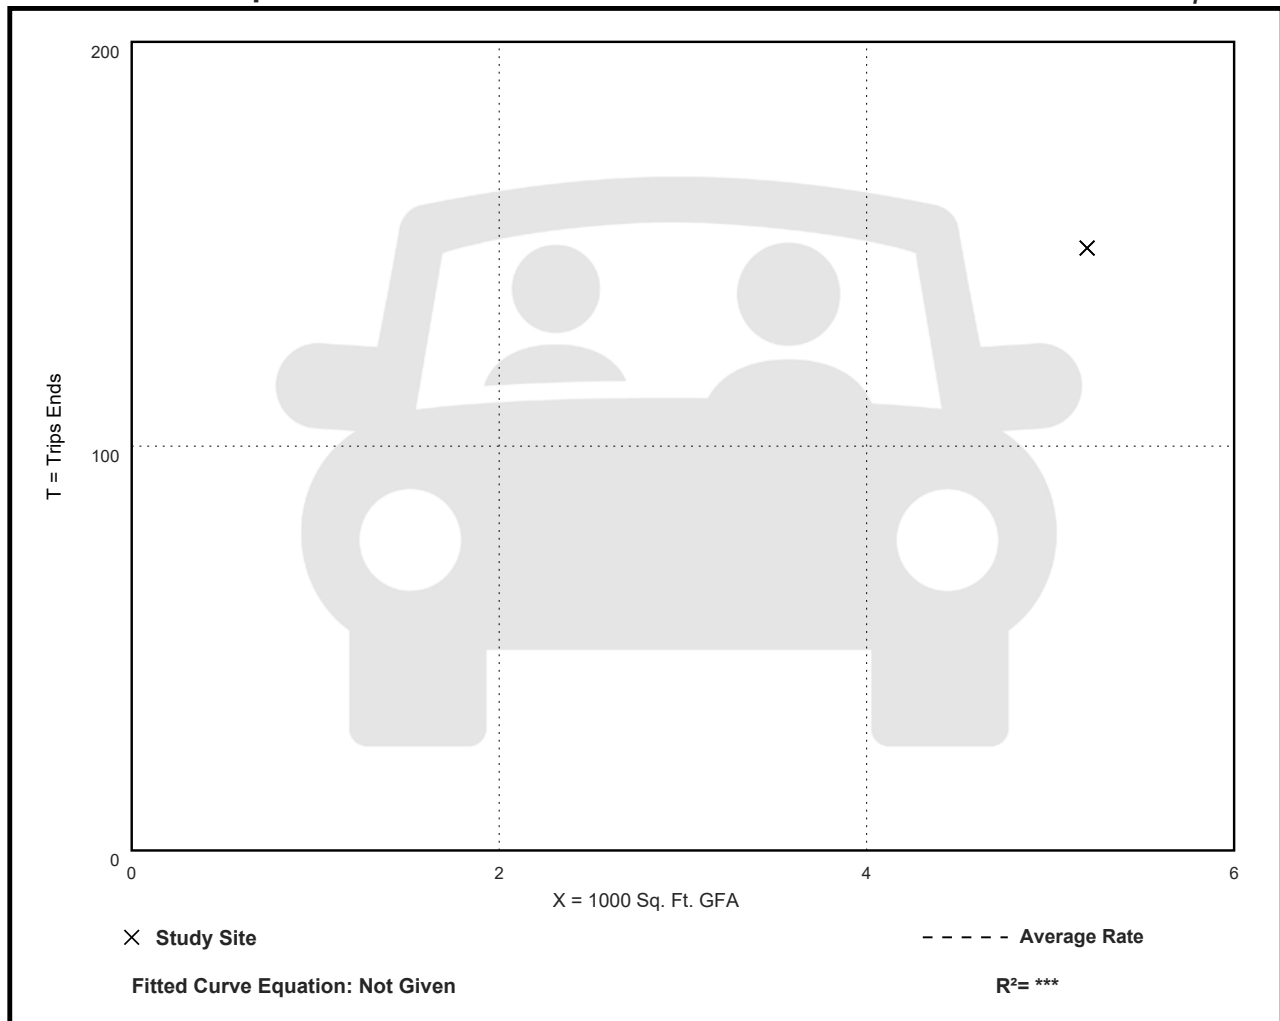 200
100
0
T = Trips Ends
0 2 4 6
X = 1000 Sq. Ft. GFA
Study Site
Average Rate
Fitted Curve Equation: Not Given
R²= ***